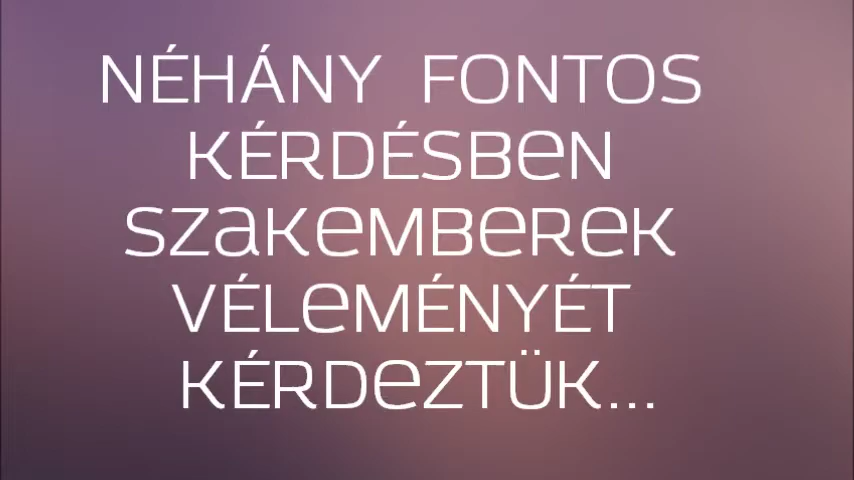 NÉHÁNY FONTOS
KÉRDÉSBeN
SZaKeMBeReK
VÉLeMÉNYÉT
KÉRDeZTÜK...